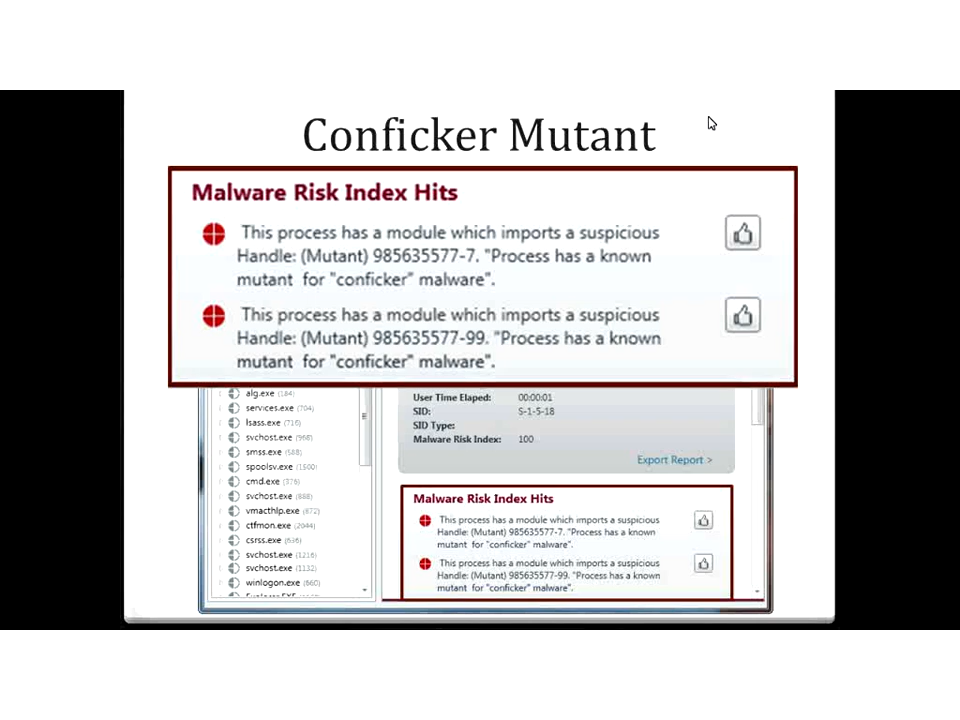 Conficker Mutant
Malware Risk Index Hits
This process has a module which imports a suspicious
Handle: (Mutant) 985635577-7. "Process has a known
mutant for "conficker" malware".
This process has a module which imports a suspicious
Handle: (Mutant) 985635577-99. "Process has a known
mutant for "conficker" malware".
alg.exe (184)
services.exe (704)
lsass.exe (716)
svchost.exe (968)
smss.exe (588)
spoolsv.exe (1500)
cmd.exe (376)
svchost.exe (888)
vmacthlp.exe (872)
ctfmon.exe (2044)
csrss.exe (636)
svchost.exe (1216)
svchost.exe (1132)
winlogon.exe (660)
User Time Elaped: 00:00:01
SID: S-1-5-18
SID Type:
Malware Risk Index: 100
Export Report >
Malware Risk Index Hits
This process has a module which imports a suspicious
Handle: (Mutant) 985635577-7. "Process has a known
mutant for "conficker" malware".
This process has a module which imports a suspicious
Handle: (Mutant) 985635577-99. "Process has a known
mutant for "conficker" malware".